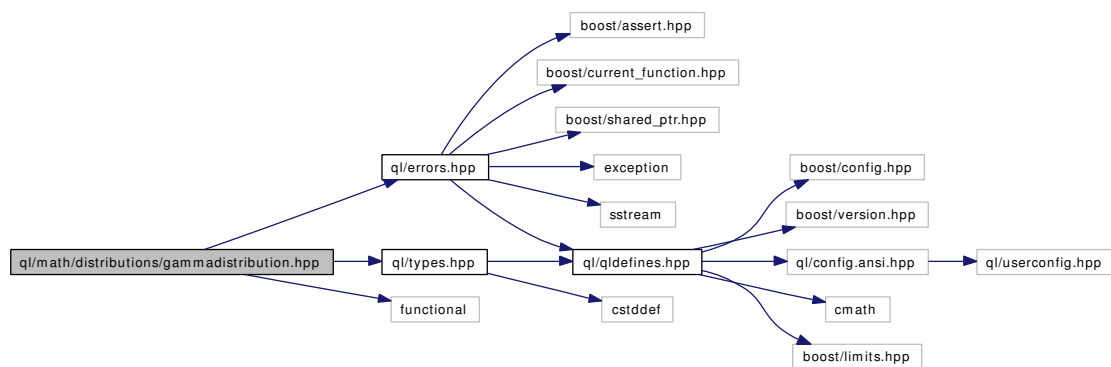 boost/assert.hpp
boost/current_function.hpp
boost/shared_ptr.hpp
ql/errors.hpp
exception
boost/config.hpp
sstream
boost/version.hpp
ql/math/distributions/gammadistribution.hpp
ql/types.hpp
ql/qldefines.hpp
ql/config.ansi.hpp
ql/userconfig.hpp
functional
cstddef
cmath
boost/limits.hpp